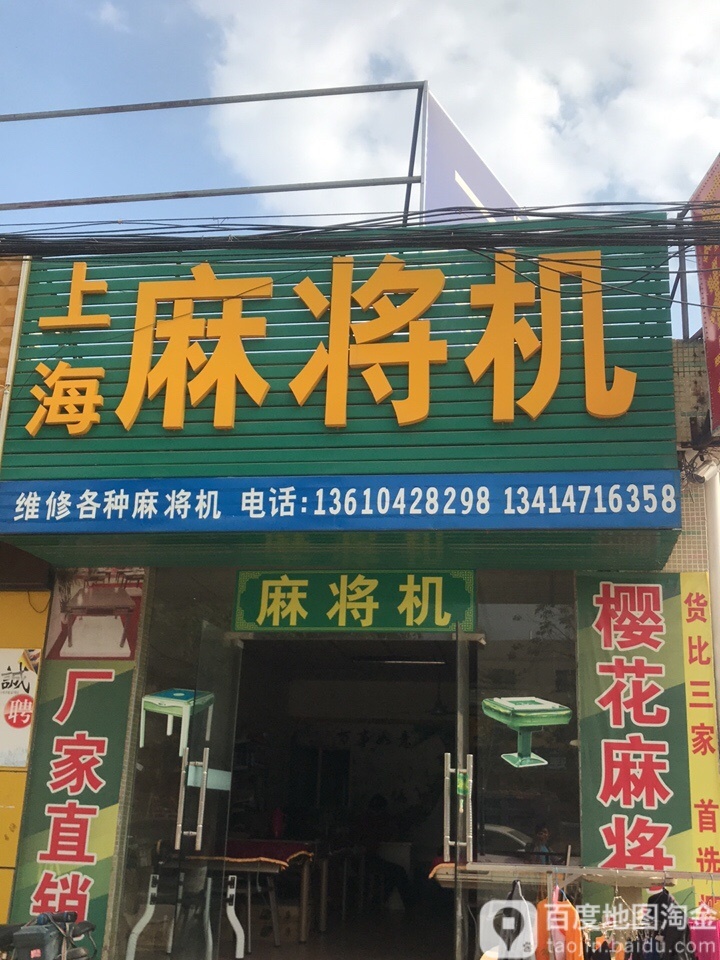 上海麻将机
维修各种麻将机 电话:13610428298 13414716358
麻将机
厂家直销
樱花麻将
货比三家 首选
誠
聘
百度地图淘金
taojin.baidu.com